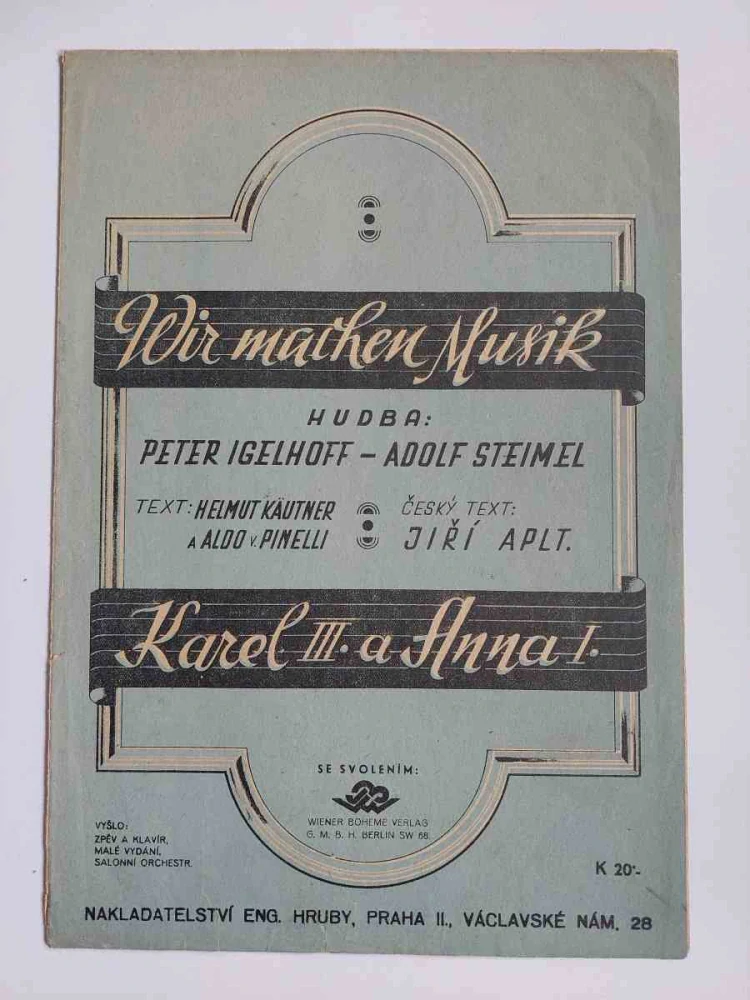 Wir machen Musik
HUDBA:
PETER IGELHOFF – ADOLF STEIMEL
TEXT: HELMUT KÄUTNER
A ALDO V. PINELLI
ČESKÝ TEXT:
JIŘÍ APLT.
Karel III. a Anna I.
SE SVOLENÍM:
WIENER BOHEME VERLAG
G. M. B. H. BERLIN SW 68.
VYŠLO:
ZPĚV A KLAVÍR,
MALÉ VYDÁNÍ,
SALONNÍ ORCHESTR.
K 20·-
NAKLADATELSTVÍ ENG. HRUBY, PRAHA II., VÁCLAVSKÉ NÁM. 28